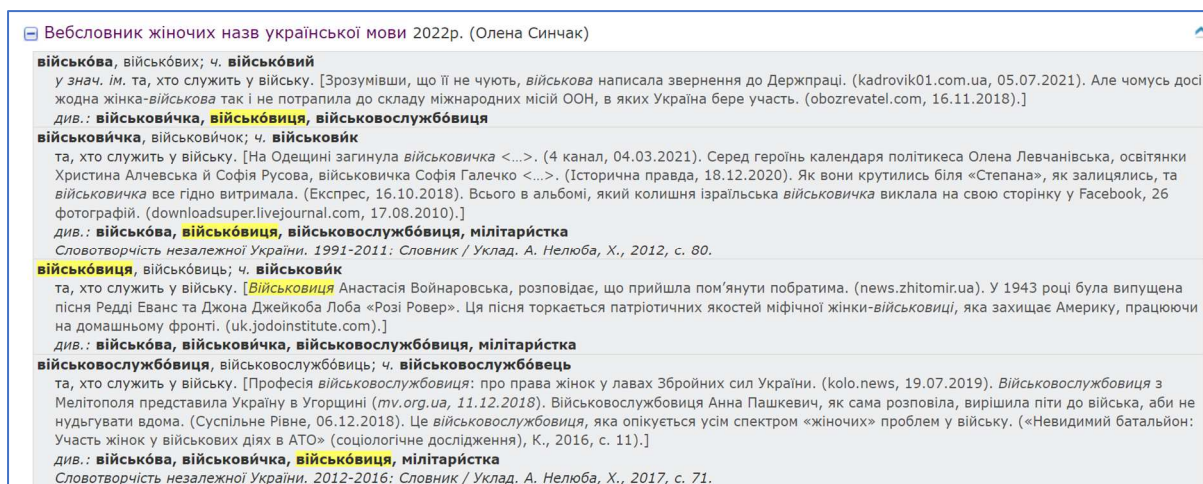 Вебсловник жіночих назв української мови 2022р. (Олена Синчак)
військо́ва, військо́вих; ч. військо́вий
у знач. ім. та, хто служить у війську. [Зрозумівши, що її не чують, військова написала звернення до Держпраці. (kadrovik01.com.ua, 05.07.2021). Але чомусь досі
жодна жінка-військова так і не потрапила до складу міжнародних місій ООН, в яких Україна бере участь. (obozrevatel.com, 16.11.2018).]
див.: військови́чка, військо́виця, військовослужбо́виця
військови́чка, військови́чок; ч. військови́к
та, хто служить у війську. [На Одещині загинула військовичка <...>. (4 канал, 04.03.2021). Серед героїнь календаря політикеса Олена Левчанівська, освітянки
Христина Алчевська й Софія Русова, військовичка Софія Галечко <...>. (Історична правда, 18.12.2020). Як вони крутились біля «Степана», як залицялись, та
військовичка все гідно витримала. (Експрес, 16.10.2018). Всього в альбомі, який колишня ізраїльська військовичка виклала на свою сторінку у Facebook, 26
фотографій. (downloadsuper.livejournal.com, 17.08.2010).]
див.: військо́ва, військо́виця, військовослужбо́виця, мілітари́стка
Словотворчість незалежної України. 1991-2011: Словник / Уклад. А. Нелюба, Х., 2012, с. 80.
військо́виця, військо́виць; ч. військови́к
та, хто служить у війську. [Військовиця Анастасія Войнаровська, розповідає, що прийшла пом’янути побратима. (news.zhitomir.ua). У 1943 році була випущена
пісня Редді Еванс та Джона Джейкоба Лоба «Розі Ровер». Ця пісня торкається патріотичних якостей міфічної жінки-військовиці, яка захищає Америку, працюючи
на домашньому фронті. (uk.jodoinstitute.com).]
див.: військо́ва, військови́чка, військовослужбо́виця, мілітари́стка
військовослужбо́виця, військовослужбо́виць; ч. військовослужбо́вець
та, хто служить у війську. [Професія військовослужбовиця: про права жінок у лавах Збройних сил України. (kolo.news, 19.07.2019). Військовослужбовиця з
Мелітополя представила Україну в Угорщині (mv.org.ua, 11.12.2018). Військовослужбовиця Анна Пашкевич, як сама розповіла, вирішила піти до війська, аби не
нудьгувати вдома. (Суспільне Рівне, 06.12.2018). Це військовослужбовиця, яка опікується усім спектром «жіночих» проблем у війську. («Невидимий батальйон:
Участь жінок у військових діях в АТО» (соціологічне дослідження), К., 2016, с. 11).]
див.: військо́ва, військови́чка, військо́виця, мілітари́стка
Словотворчість незалежної України. 2012-2016: Словник / Уклад. А. Нелюба, Х., 2017, с. 71.